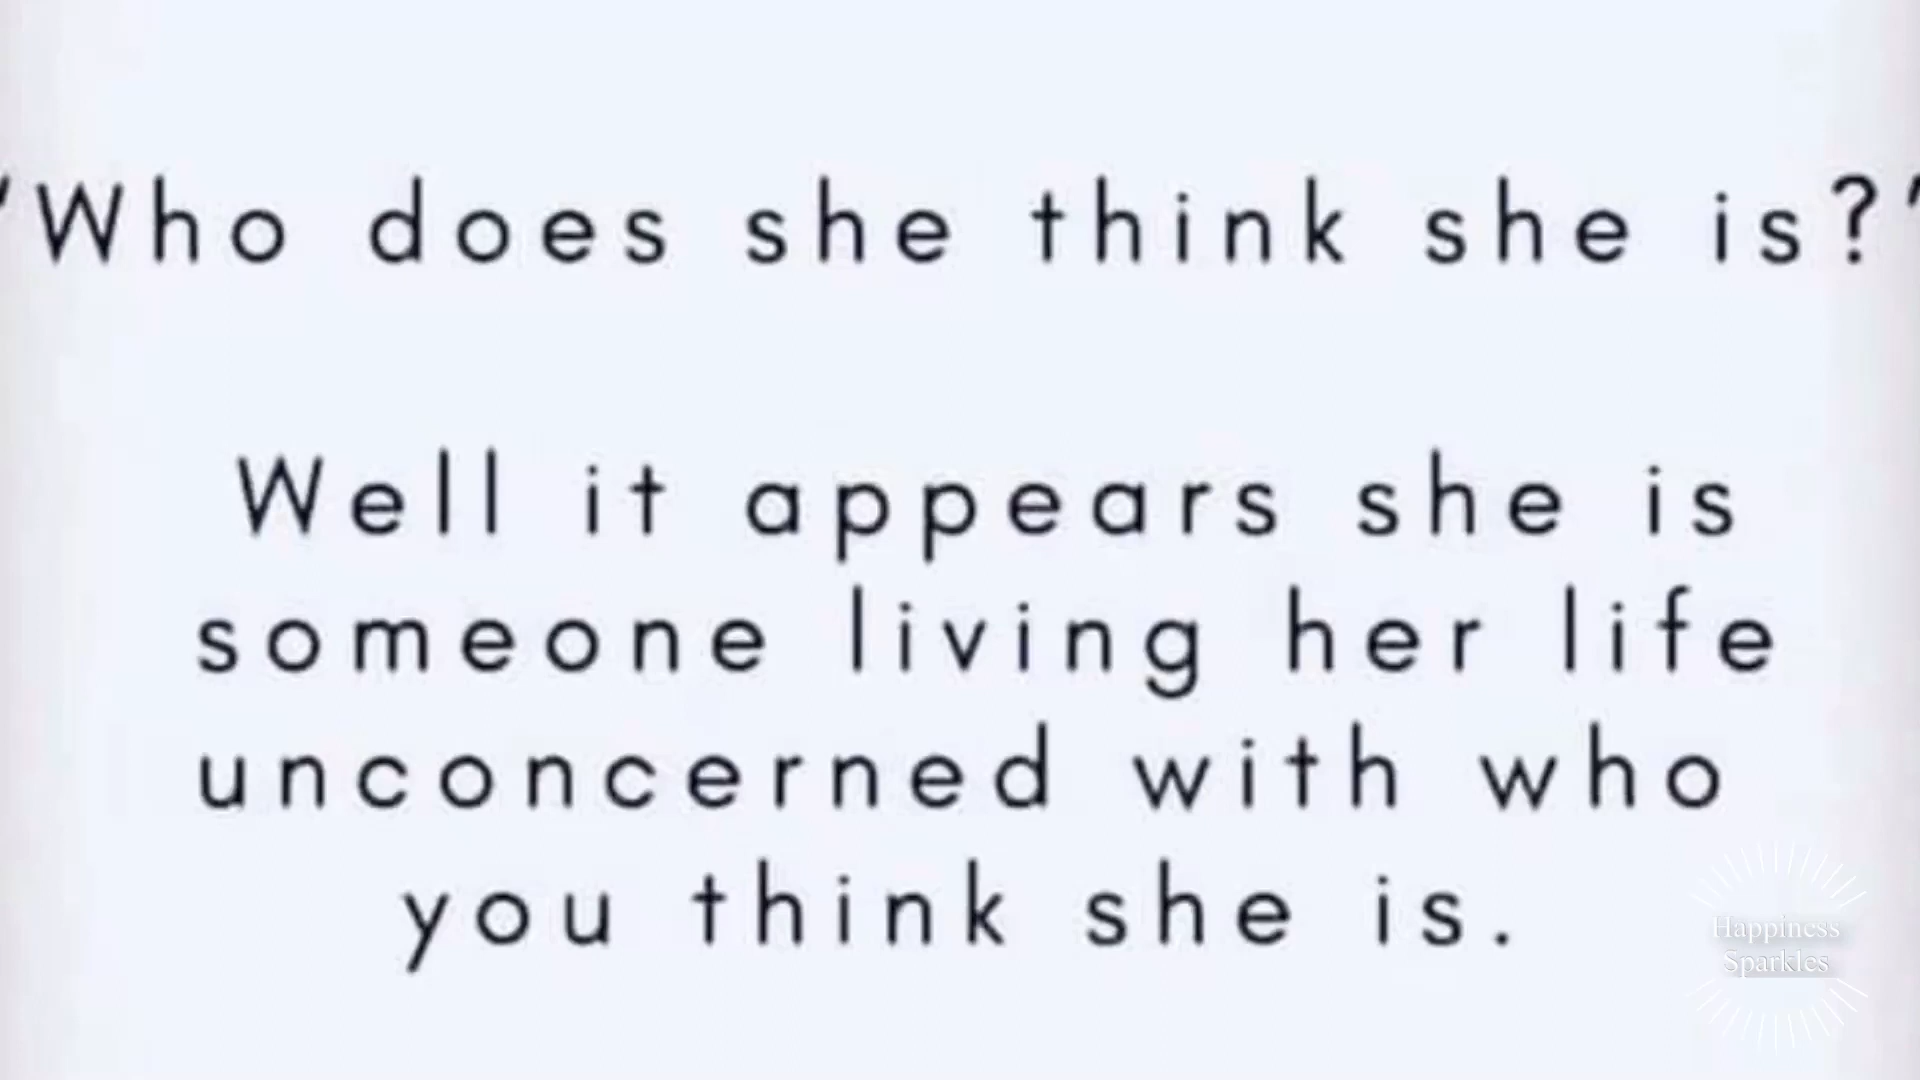 "Who does she think she is?"
Well it appears she is
someone living her life
unconcerned with who
you think she is.
Happiness
Sparkles